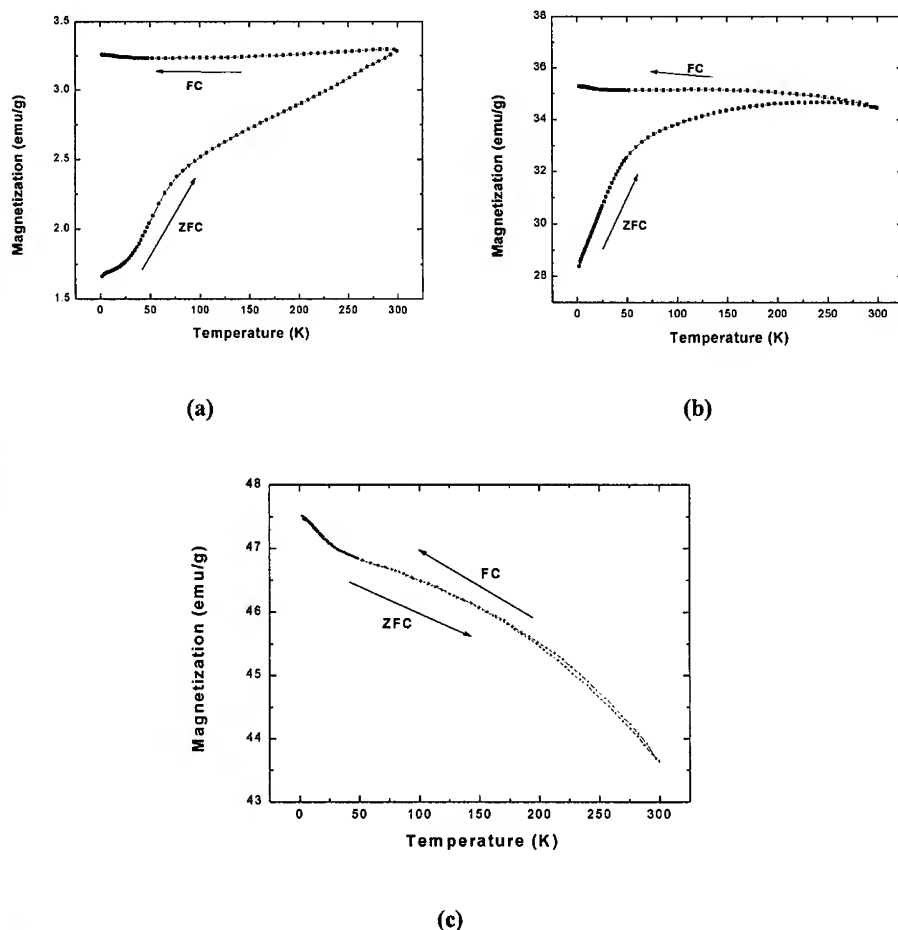 3.5
3.0
2.5
2.0
1.5
Magnetization (emu/g)
FC
ZFC
0 50 100 150 200 250 300
Temperature (K)
(a)
38
36
34
32
30
28
Magnetization (emu/g)
FC
ZFC
0 50 100 150 200 250 300
Temperature (K)
(b)
48
47
46
45
44
43
Magnetization (emu/g)
FC
ZFC
0 50 100 150 200 250 300
Temperature (K)
(c)